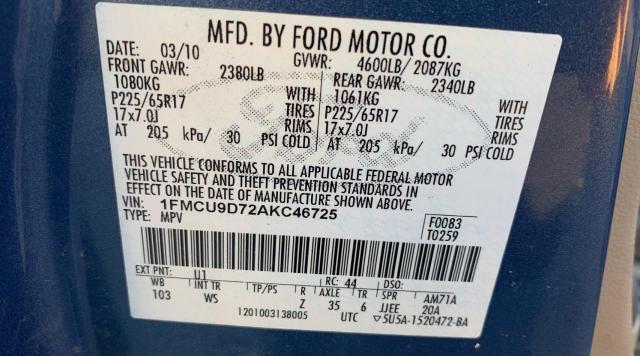 MFD. BY FORD MOTOR CO.
DATE: 03/10 GVWR: 4600LB/ 2087KG
FRONT GAWR: 2380LB REAR GAWR: 2340LB
1080KG WITH 1061KG WITH
P225/65R17 TIRES P225/65R17 TIRES
17x7.0J RIMS 17x7.0J RIMS
AT 205 kPa/ 30 PSI COLD AT 205 kPa/ 30 PSI COLD
THIS VEHICLE CONFORMS TO ALL APPLICABLE FEDERAL MOTOR
VEHICLE SAFETY AND THEFT PREVENTION STANDARDS IN
EFFECT ON THE DATE OF MANUFACTURE SHOWN ABOVE.
VIN: 1FMCU9D72AKC46725
TYPE: MPV
F0083
T0259
EXT PNT: U1 RC: 44 DSO:
WB INT TR TP/PS R AXLE TR SPR AM71A
103 WS Z 35 6 JJEE 20A
1201003138005 UTC ▽5U5A-1520472-BA
Ford